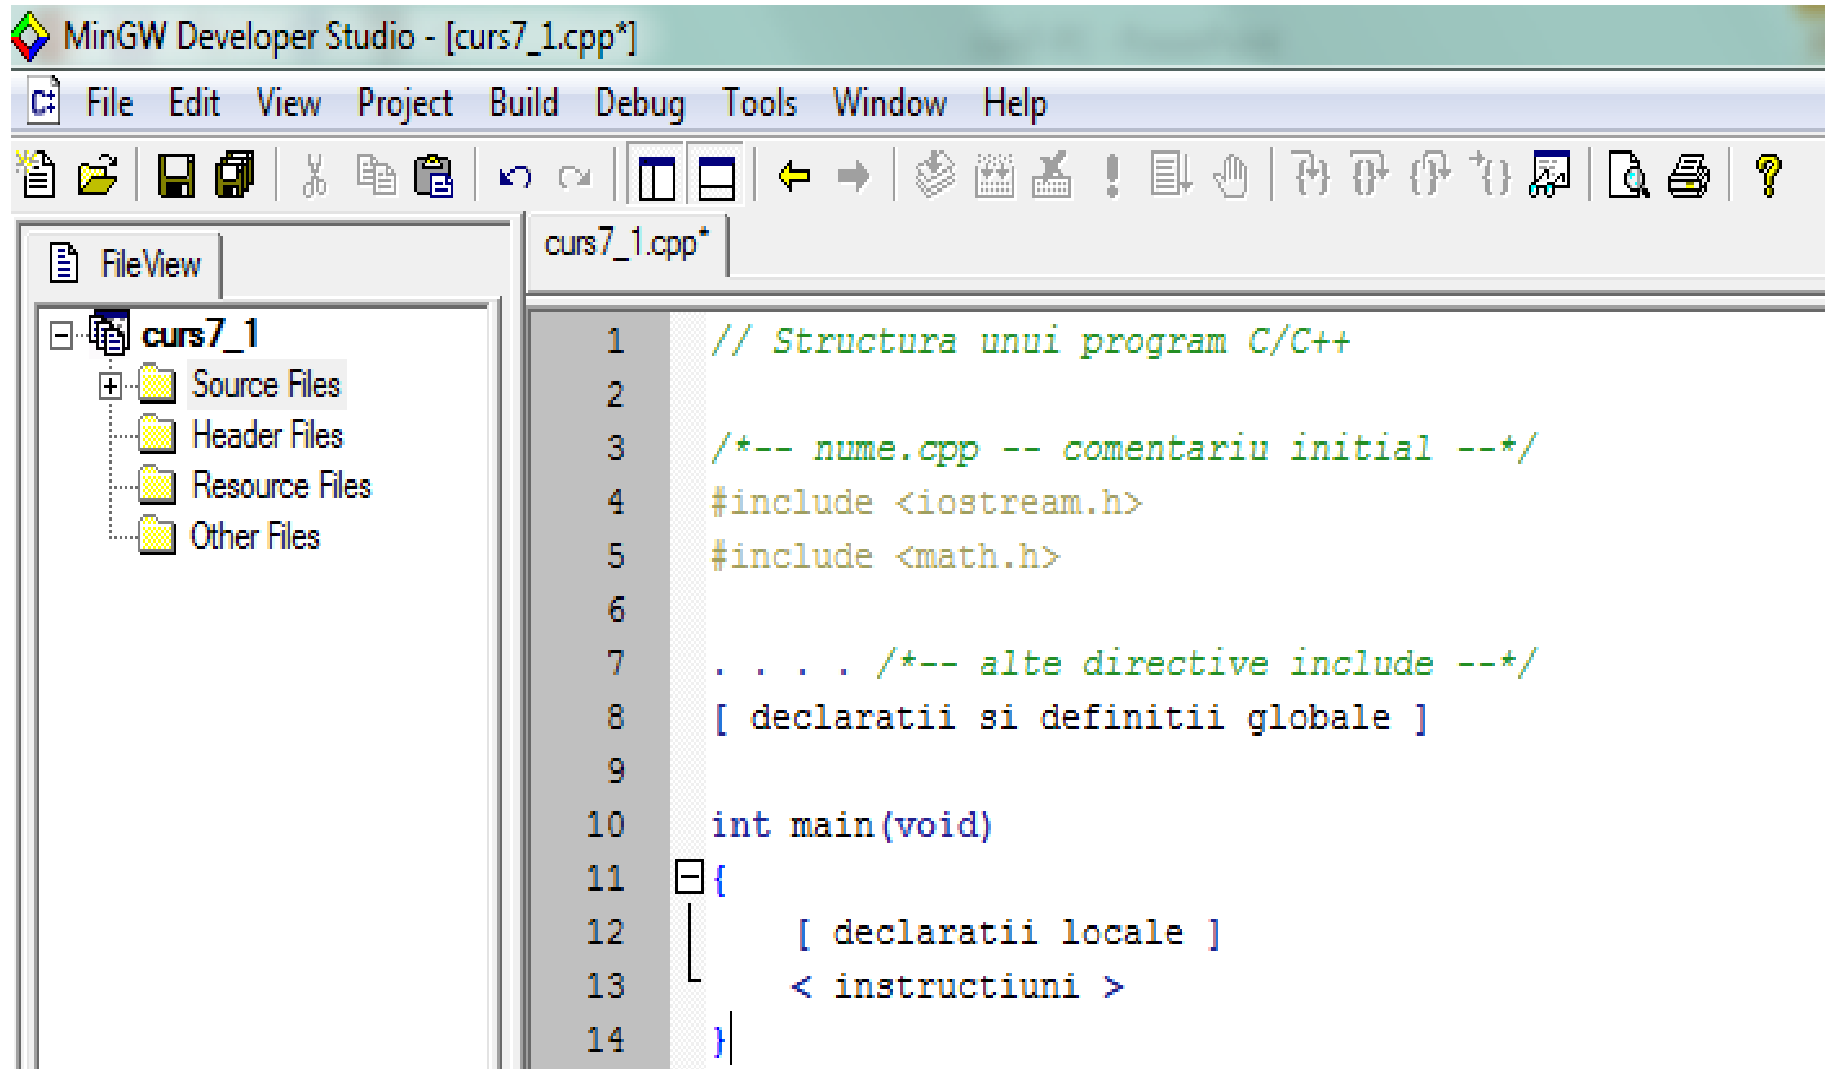 MinGW Developer Studio - [curs7_1.cpp*]
File Edit View Project Build Debug Tools Window Help
FileView
curs7_1
Source Files
Header Files
Resource Files
Other Files
curs7_1.cpp*
1 // Structura unui program C/C++
2
3 /*-- nume.cpp -- comentariu initial --*/
4 #include <iostream.h>
5 #include <math.h>
6
7 . . . . /*-- alte directive include --*/
8 [ declaratii si definitii globale ]
9
10 int main(void)
11 {
12 [ declaratii locale ]
13 < instructiuni >
14 }